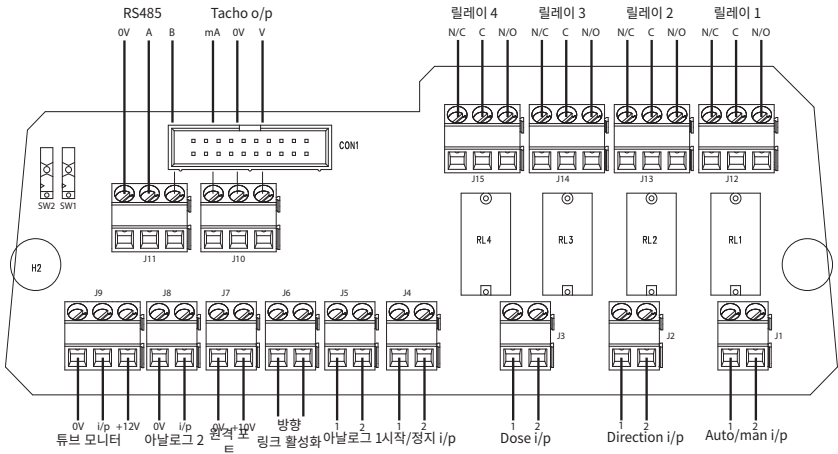 RS485 Tacho o/p 릴레이 4 릴레이 3 릴레이 2 릴레이 1
0V A B mA 0V V N/C C N/O N/C C N/O N/C C N/O N/C C N/O
CON1
J15 J14 J13 J12
SW2 SW1
RL4 RL3 RL2 RL1
J11 J10
H2
J9 J8 J7 J6 J5 J4
J3 J2 J1
0V i/p +12V 0V i/p 0V +10V 1 2 1 2 1 2 1 2 1 2
튜브 모니터 아날로그 2 원격 포 방향 아날로그 1 시작/정지 i/p Dose i/p Direction i/p Auto/man i/p
트 링크 활성화